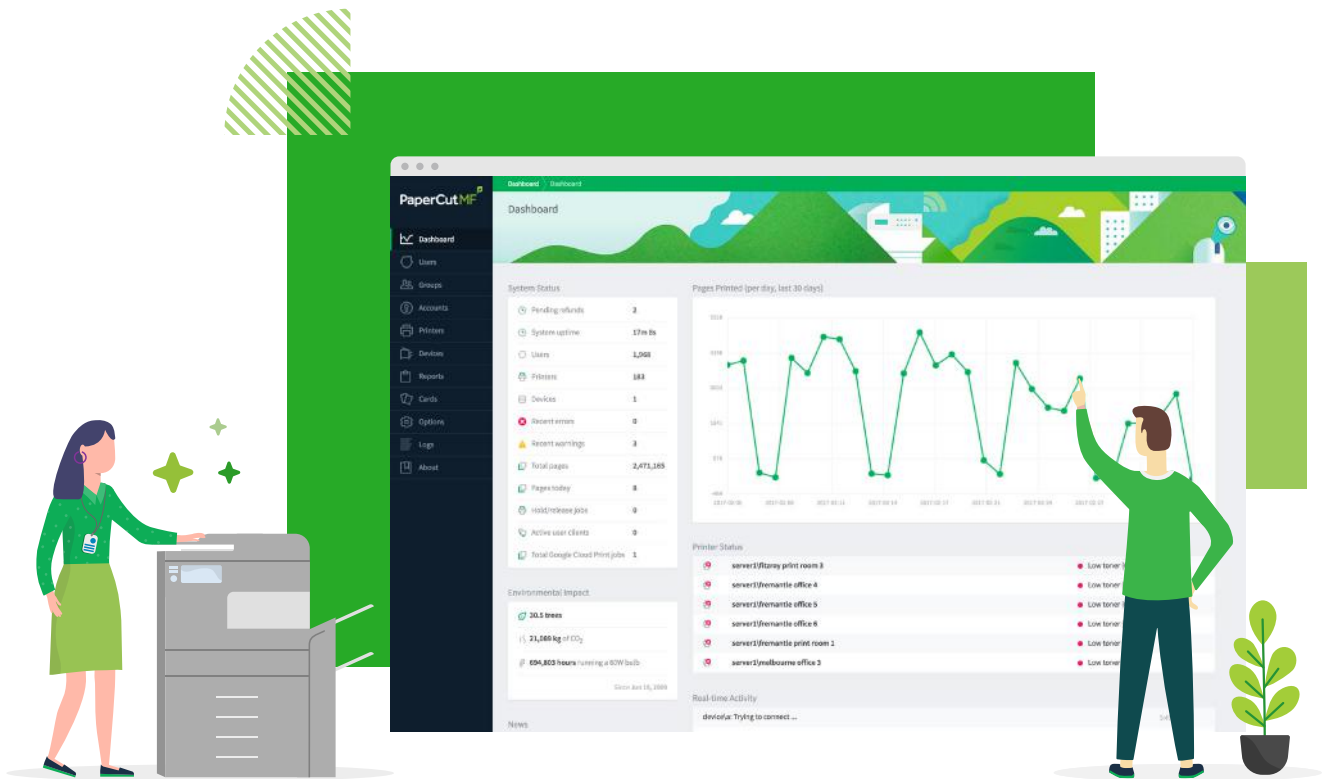 PaperCutMF
Dashboard
Users
Groups
Accounts
Printers
Devices
Reports
Cards
Options
Logs
About
Dashboard Dashboard
Dashboard
System Status
Pending refunds 2
System uptime 17m 8s
Users 1,968
Printers 183
Devices 1
Recent errors 0
Recent warnings 3
Total pages 2,471,165
Pages today 8
Hold/release jobs 0
Active user clients 0
Total Google Cloud Print jobs 1
Environmental Impact
30.5 trees
21,089 kg of CO2
694,803 hours running a 60W bulb
News
Pages Printed (per day, last 30 days)
Printer Status
server1\fitzroy print room 3 Low toner
server1\fremantle office 4 Low toner
server1\fremantle office 5 Low toner
server1\fremantle office 6 Low toner
server1\fremantle print room 1 Low toner
server1\melbourne office 3 Low toner
Real-time Activity
device\a: Trying to connect ...